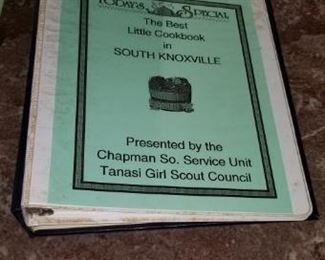 TODAY'S SPECIAL
The Best
Little Cookbook
in
SOUTH KNOXVILLE
Presented by the
Chapman So. Service Unit
Tanasi Girl Scout Council